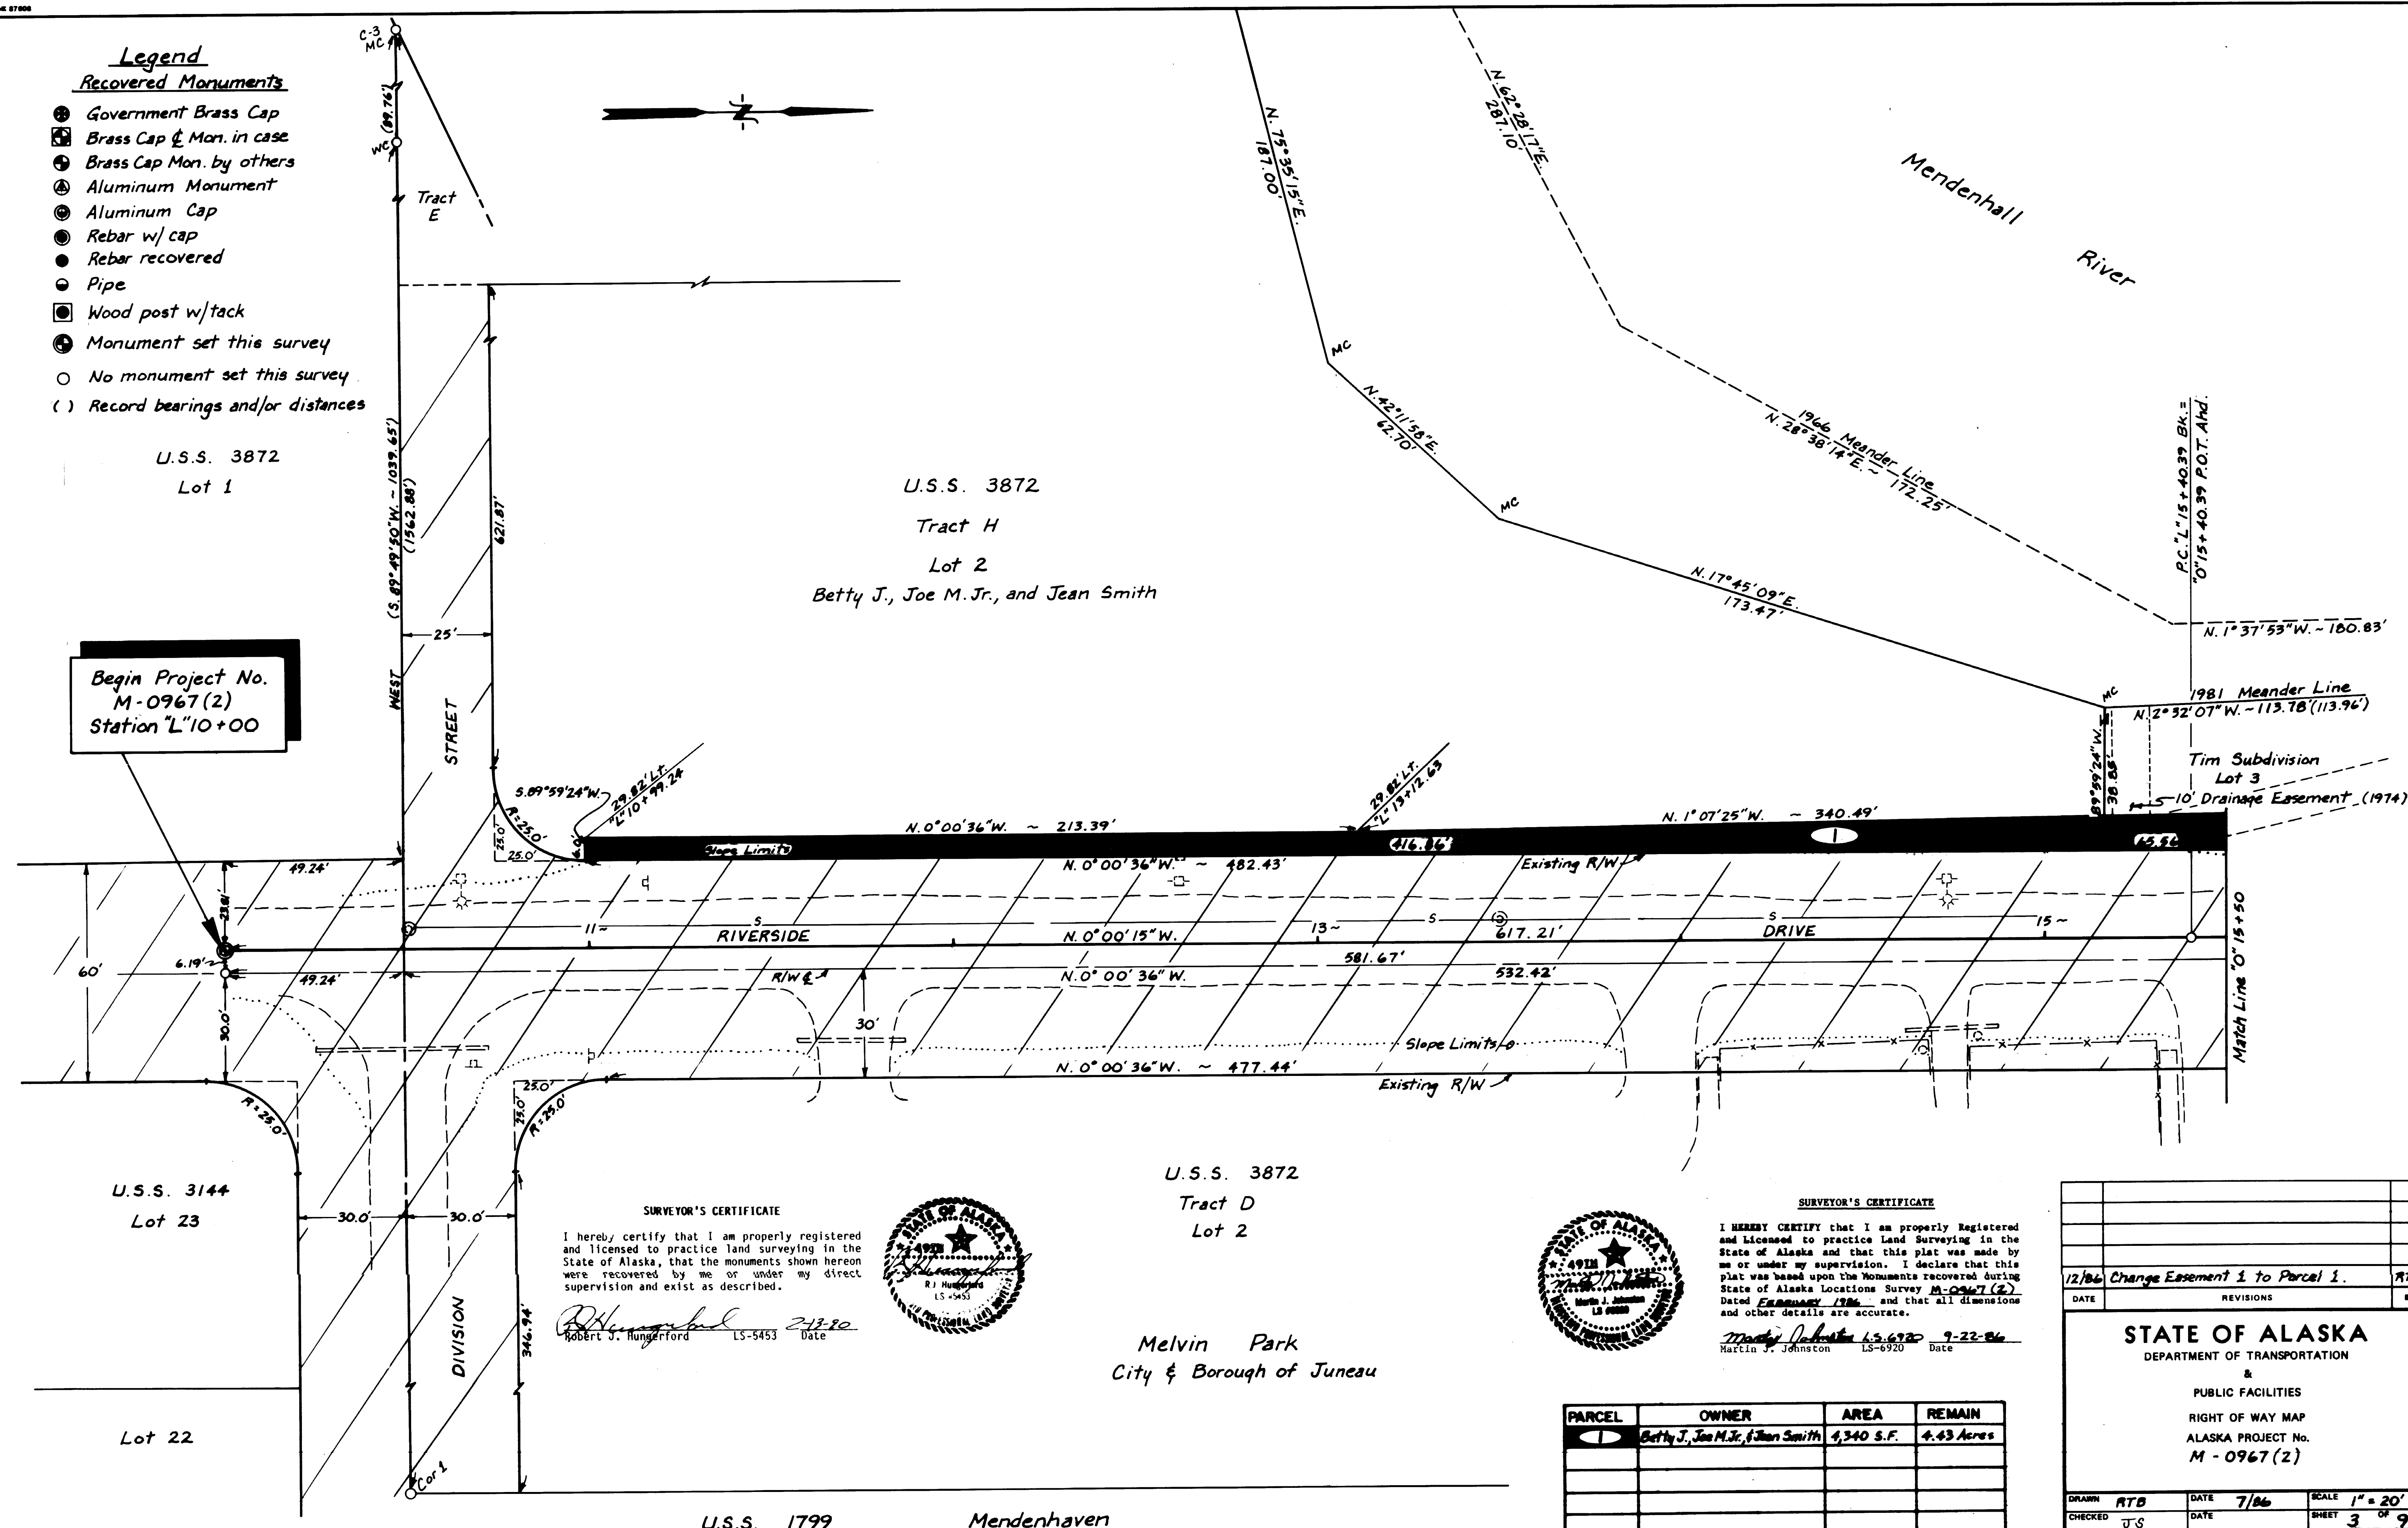 Legend
Recovered Monuments
Government Brass Cap
Brass Cap ℄ Mon. in case
Brass Cap Mon. by others
Aluminum Monument
Aluminum Cap
Rebar w/ cap
Rebar recovered
Pipe
Wood post w/tack
Monument set this survey
No monument set this survey
( ) Record bearings and/or distances
U.S.S. 3872
Lot 1
C-3
MC
(89.76')
WC
Tract
E
N
N. 75°35'15"E.
187.00'
N. 62°28'17"E.
287.10'
Mendenhall
River
MC
N. 42°11'58"E.
62.70'
MC
1966 Meander Line
N. 28°38'14"E. ~ 172.25'
N. 17°45'09"E.
173.47'
P.C. "L" 15+40.39 Bk. =
"O" 15+40.39 P.O.T. Ahd.
N. 1°37'53"W. ~ 180.83'
MC
1981 Meander Line
N. 2°32'07"W. ~ 113.78' (113.96')
Tim Subdivision
Lot 3
10' Drainage Easement (1974)
89°59'24"W.
38.85'
U.S.S. 3872
Tract H
Lot 2
Betty J., Joe M. Jr., and Jean Smith
(S. 89°49'50"W. ~ 1039.65')
(1562.88')
WEST
621.87'
25'
STREET
Begin Project No.
M-0967(2)
Station "L" 10+00
S.89°59'24"W.
29.82' Lt.
"L" 10+99.24
29.82' Lt.
"L" 13+12.63
R=25.0'
25.0'
25.0'
N. 0°00'36"W. ~ 213.39'
N. 1°07'25"W. ~ 340.49'
Slope Limits
416.86'
1
N. 0°00'36"W. ~ 482.43'
Existing R/W
49.24'
11~
S
S
S
13~
15~
RIVERSIDE
N. 0°00'15"W.
617.21'
DRIVE
60'
6.19'
49.24'
R/W ℄
N. 0°00'36"W.
581.67'
532.42'
30.0'
30'
Slope Limits
N. 0°00'36"W. ~ 477.44'
Existing R/W
Match Line "O" 15+50
R=25.0'
25.0'
25.0'
R=25.0'
U.S.S. 3144
Lot 23
30.0'
30.0'
DIVISION
346.94'
Lot 22
Cor 1
U.S.S. 1799 Mendenhaven
SURVEYOR'S CERTIFICATE
I hereby certify that I am properly registered
and licensed to practice land surveying in the
State of Alaska, that the monuments shown hereon
were recovered by me or under my direct
supervision and exist as described.
Robert J. Hungerford LS-5453 Date
STATE OF ALASKA
49TH
R.J. Hungerford
LS-5453
U.S.S. 3872
Tract D
Lot 2
Melvin Park
City & Borough of Juneau
STATE OF ALASKA
49TH
Martin J. Johnston
LS 6920
SURVEYOR'S CERTIFICATE
I HEREBY CERTIFY that I am properly Registered
and Licensed to practice Land Surveying in the
State of Alaska and that this plat was made by
me or under my supervision. I declare that this
plat was based upon the Monuments recovered during
State of Alaska Locations Survey M-0967(2)
Dated February 1986 and that all dimensions
and other details are accurate.
L.S. 6920 9-22-86
Martin J. Johnston LS-6920 Date
PARCEL OWNER AREA REMAIN
1 Betty J., Joe M. Jr., & Jean Smith 4,340 S.F. 4.43 Acres
12/86 Change Easement 1 to Parcel 1.
DATE REVISIONS
STATE OF ALASKA
DEPARTMENT OF TRANSPORTATION
&
PUBLIC FACILITIES
RIGHT OF WAY MAP
ALASKA PROJECT No.
M-0967(2)
DRAWN RTB DATE 7/86 SCALE 1" = 20'
CHECKED JS DATE SHEET 3 OF 9